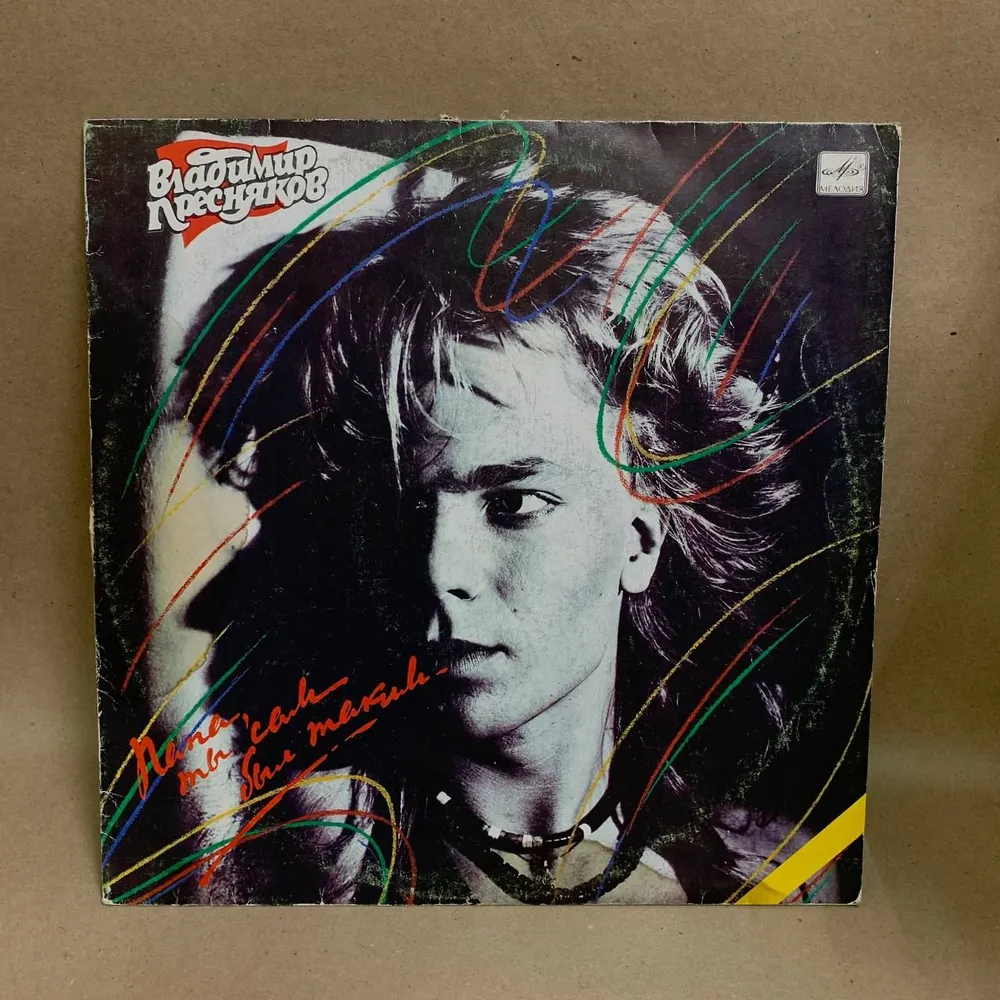 Владимир
Пресняков
МЕЛОДИЯ
Папа,
ты сам
был таким